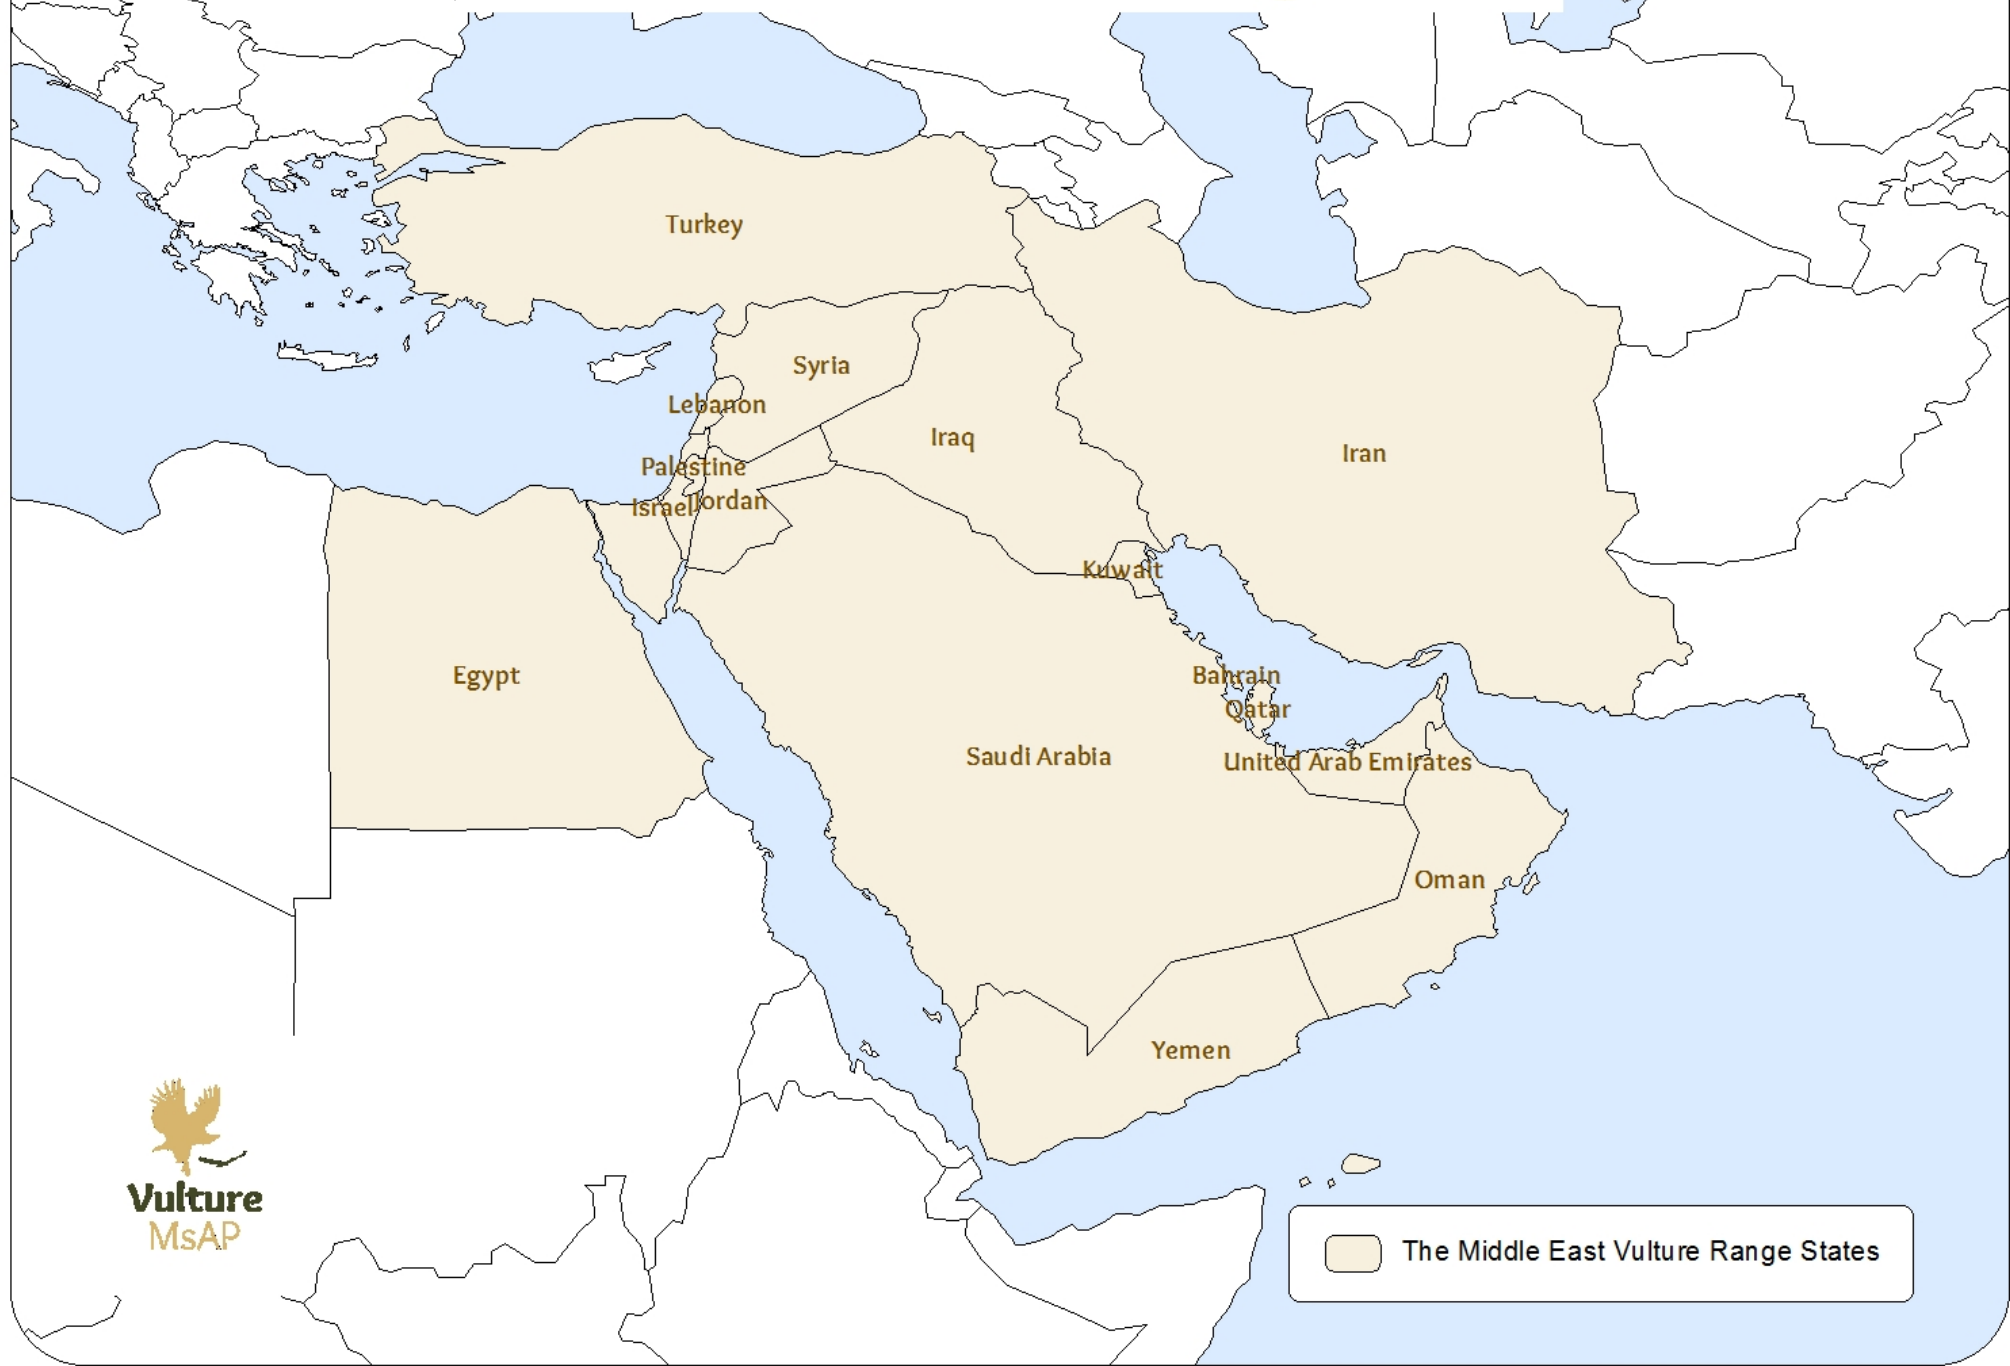 Turkey
Syria
Lebanon
Iraq
Iran
Palestine
Israel
Jordan
Kuwait
Egypt
Bahrain
Qatar
Saudi Arabia
United Arab Emirates
Oman
Yemen
Vulture
MsAP
The Middle East Vulture Range States